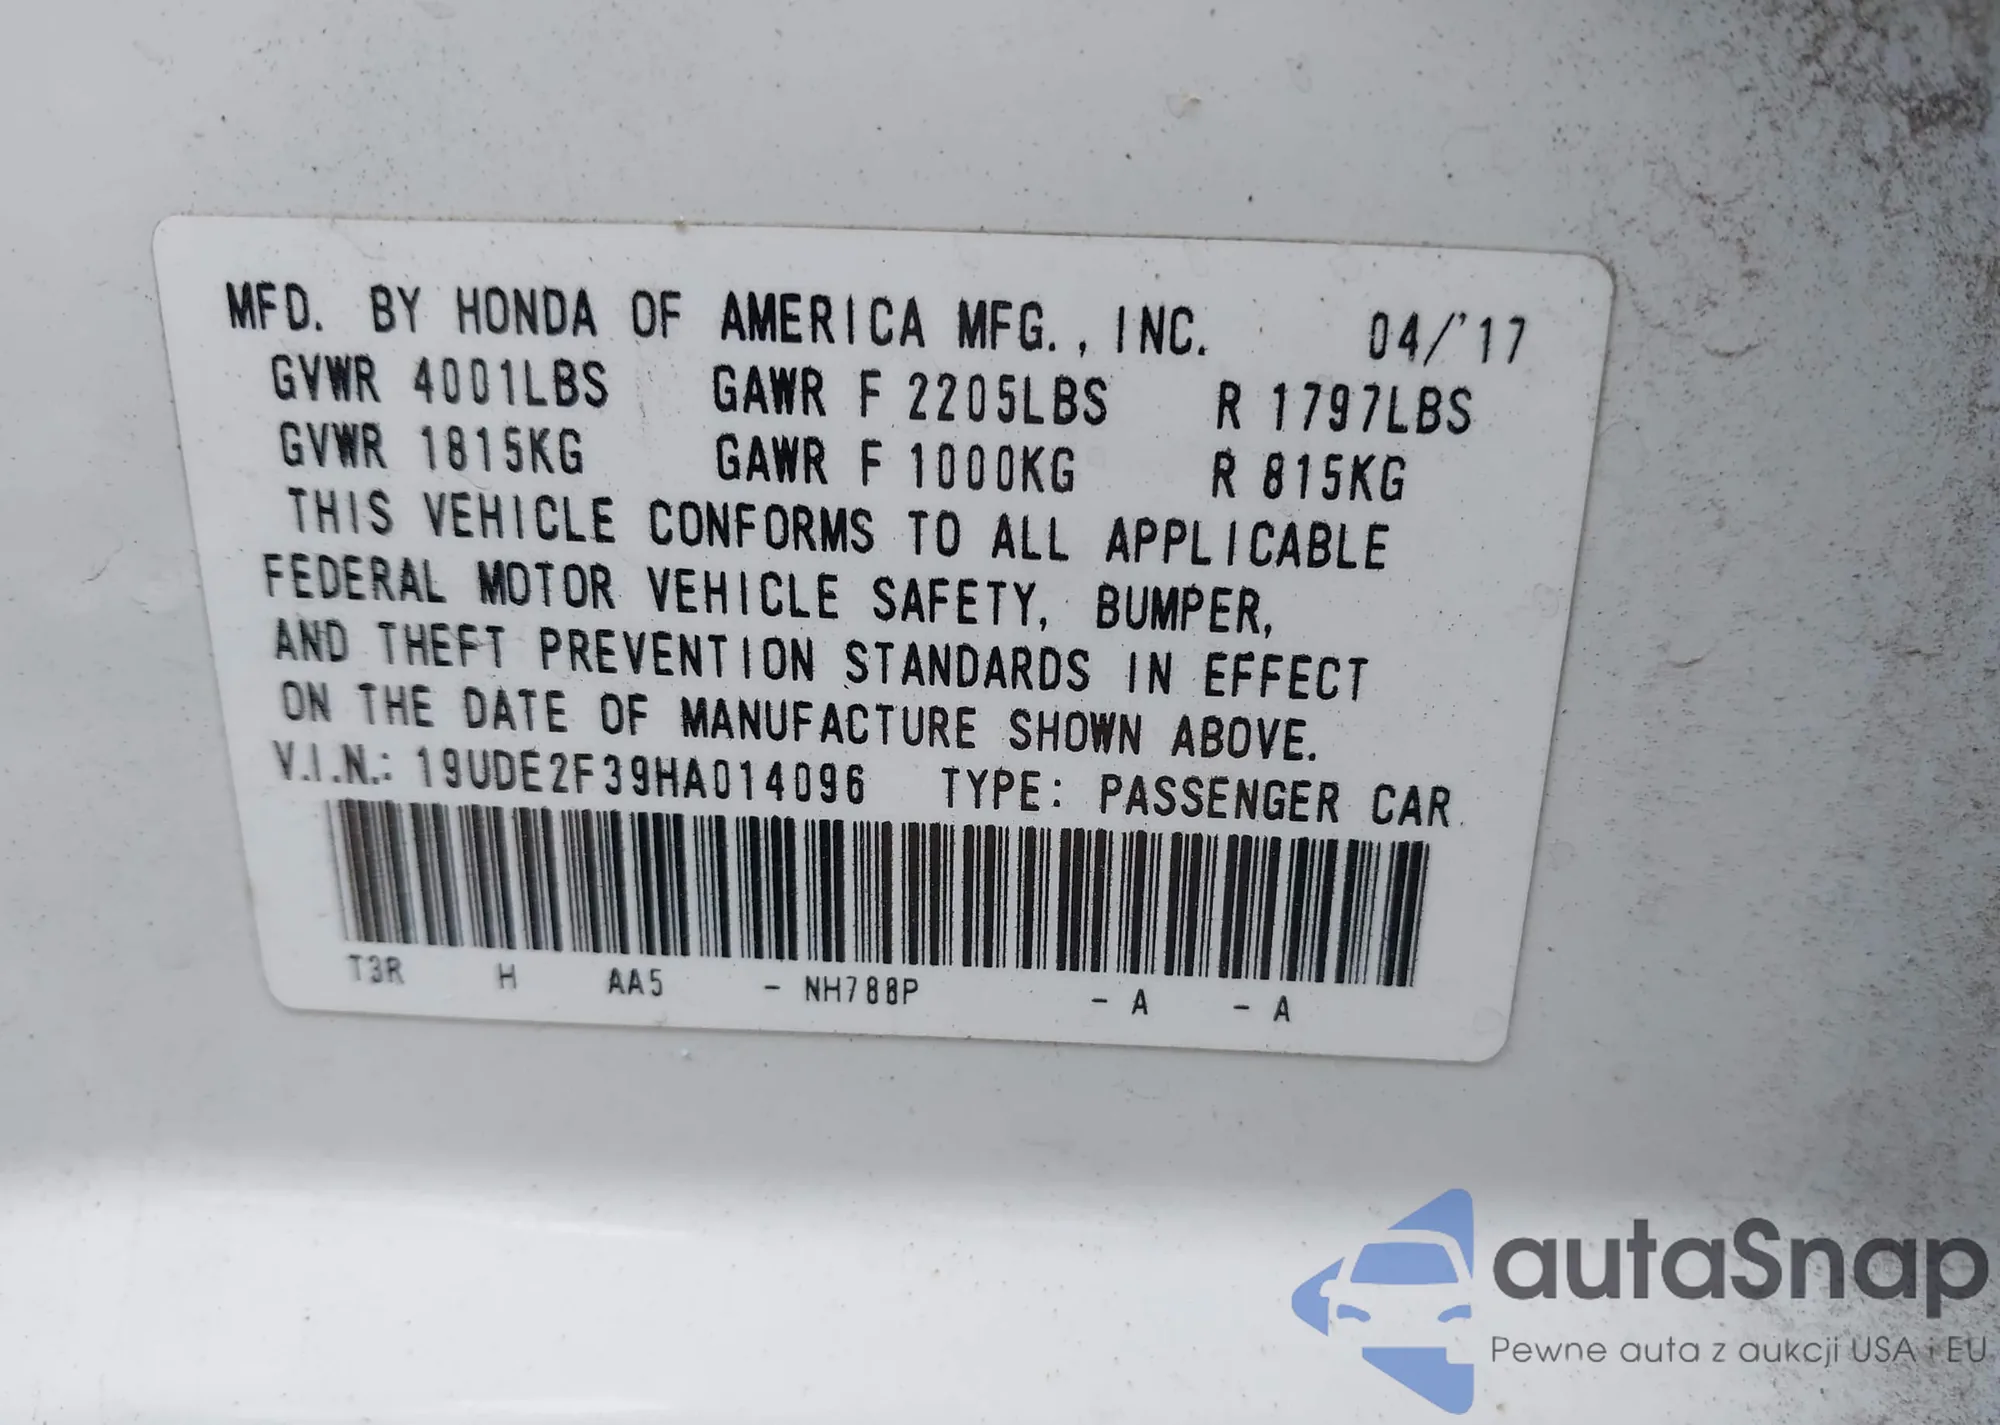 MFD. BY HONDA OF AMERICA MFG., INC. 04/'17
GVWR 4001LBS GAWR F 2205LBS R 1797LBS
GVWR 1815KG GAWR F 1000KG R 815KG
THIS VEHICLE CONFORMS TO ALL APPLICABLE
FEDERAL MOTOR VEHICLE SAFETY, BUMPER,
AND THEFT PREVENTION STANDARDS IN EFFECT
ON THE DATE OF MANUFACTURE SHOWN ABOVE.
V.I.N.: 19UDE2F39HA014096 TYPE: PASSENGER CAR
T3R H AA5 - NH788P - A - A
autaSnap
Pewne auta z aukcji USA i EU